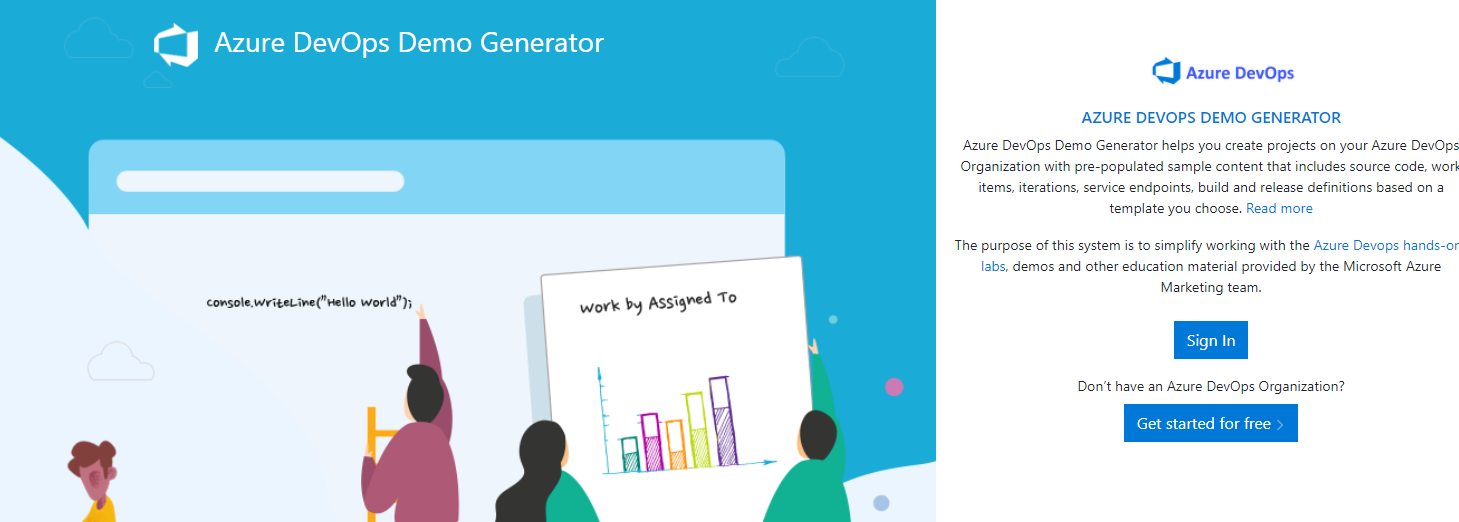 Azure DevOps Demo Generator
console.WriteLine("Hello World");
Work by Assigned To
Azure DevOps
AZURE DEVOPS DEMO GENERATOR
Azure DevOps Demo Generator helps you create projects on your Azure DevOps
Organization with pre-populated sample content that includes source code, work
items, iterations, service endpoints, build and release definitions based on a
template you choose. Read more
The purpose of this system is to simplify working with the Azure Devops hands-on
labs, demos and other education material provided by the Microsoft Azure
Marketing team.
Sign In
Don't have an Azure DevOps Organization?
Get started for free